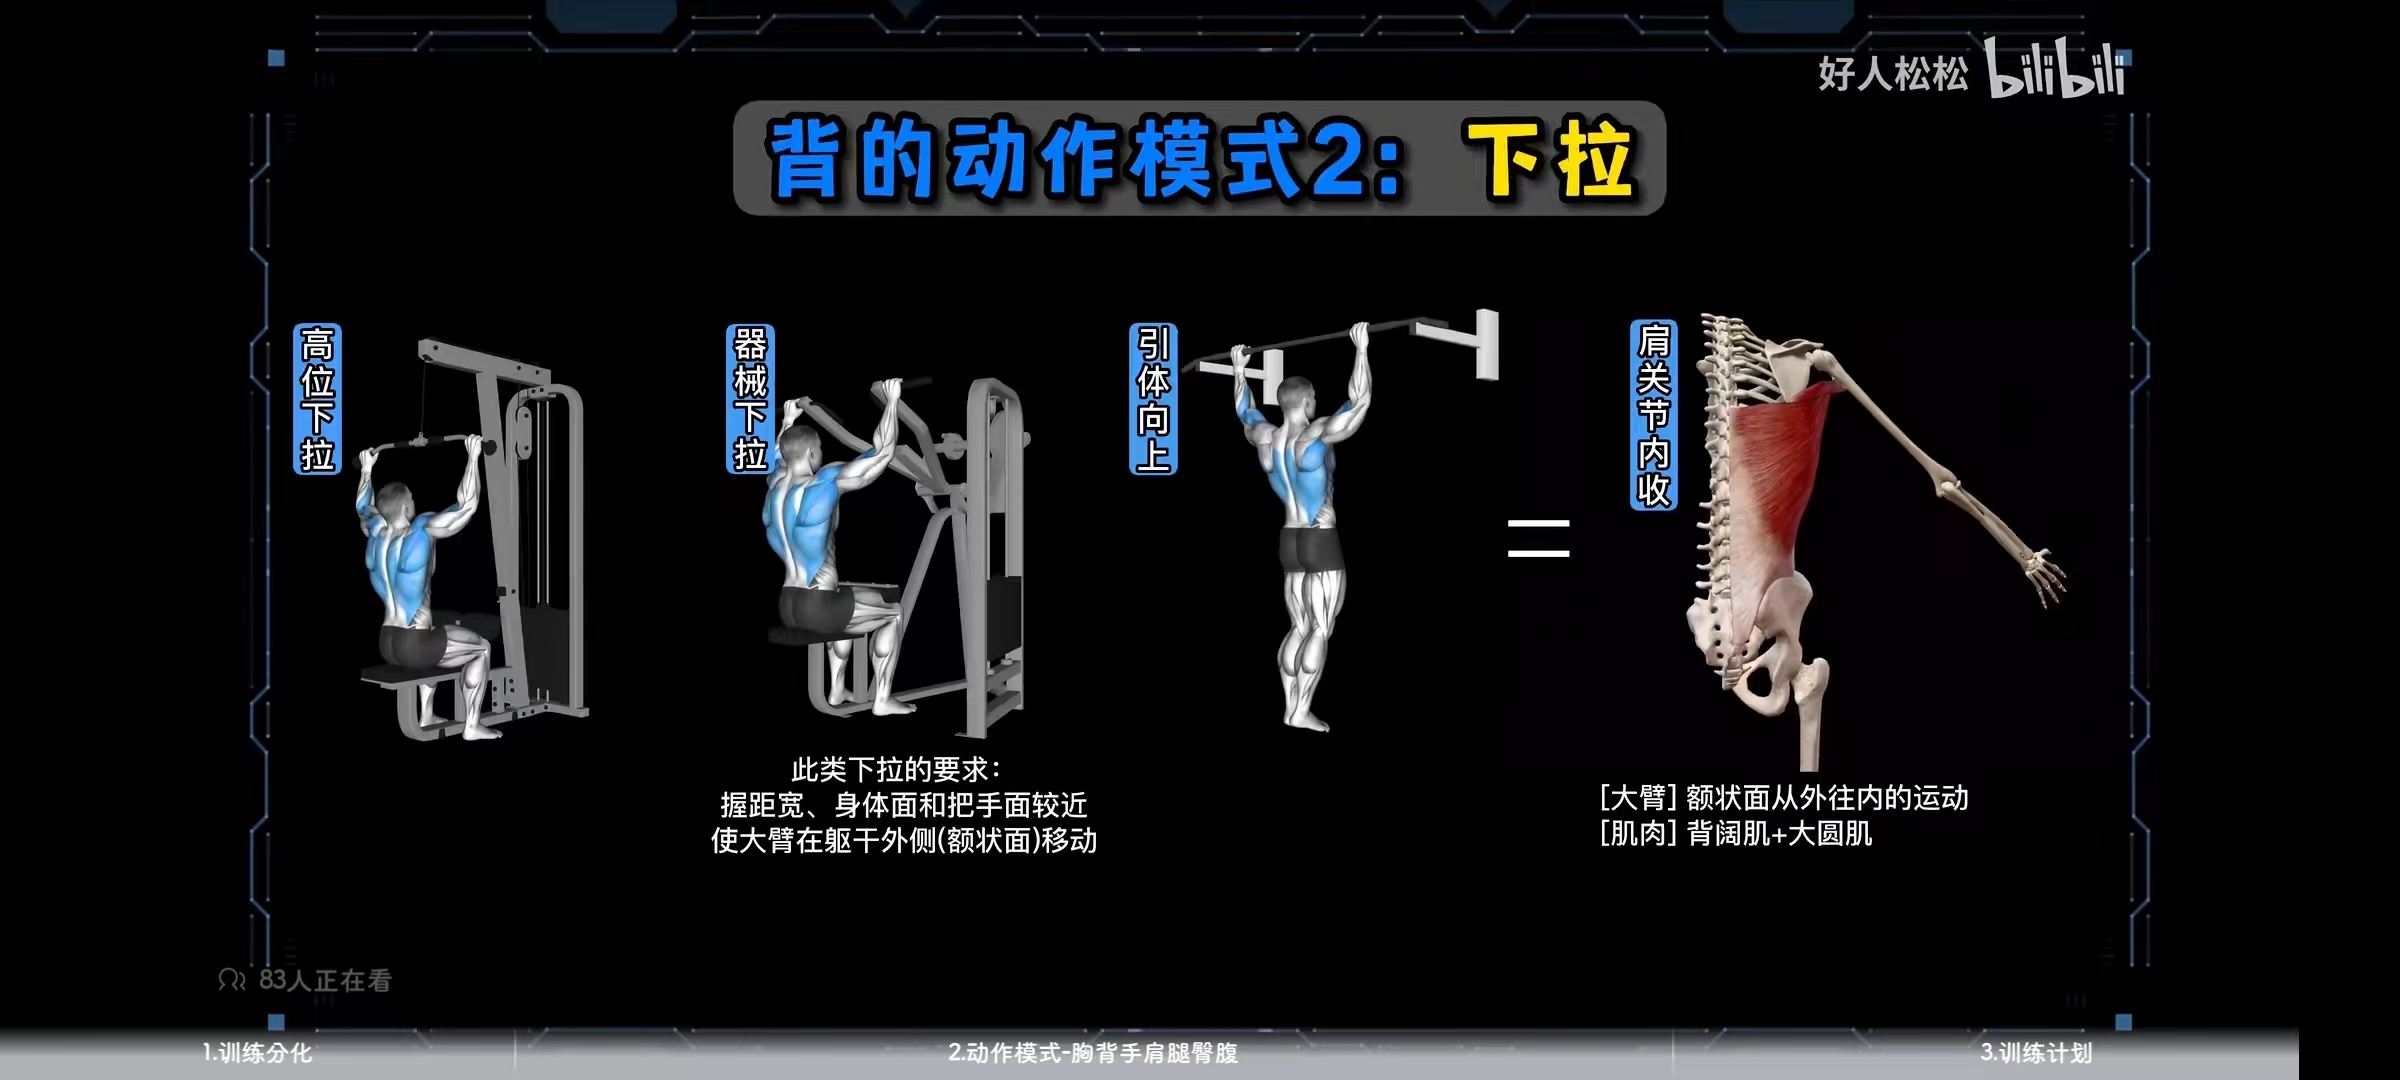 好人松松 bilibili
背的动作模式2：下拉
高位下拉
器械下拉
引体向上
=
肩关节内收
此类下拉的要求：
握距宽、身体面和把手面较近
使大臂在躯干外侧(额状面)移动
[大臂] 额状面从外往内的运动
[肌肉] 背阔肌+大圆肌
83人正在看
1.训练分化
2.动作模式-胸背手肩腿臀腹
3.训练计划